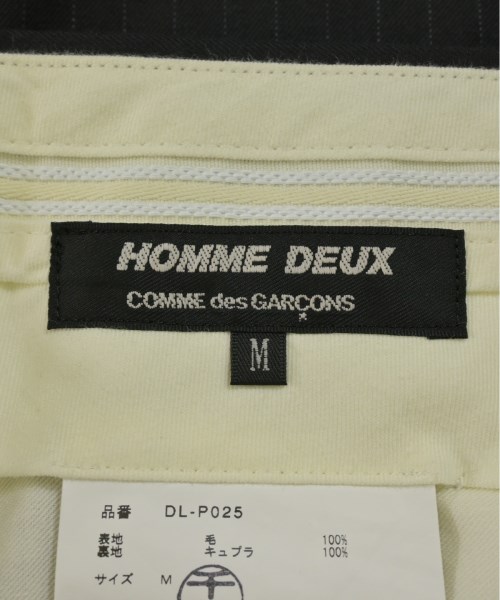 HOMME DEUX
COMME des GARÇONS
M
品番 DL-P025
表地 毛 100%
裏地 キュプラ 100%
サイズ M